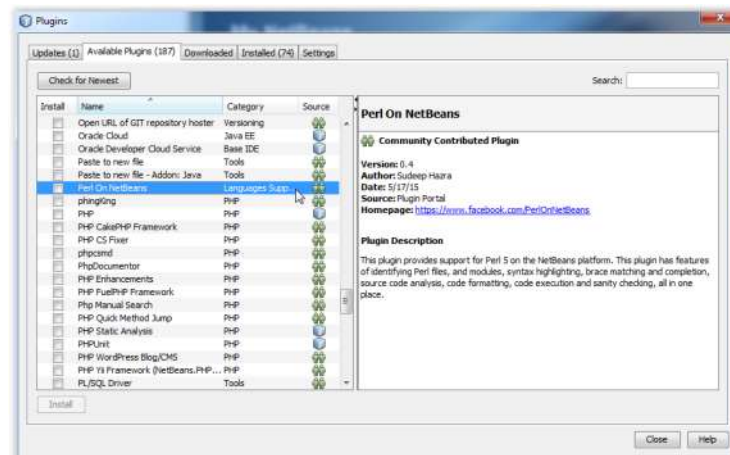 Plugins
Updates (1) Available Plugins (187) Downloaded Installed (74) Settings
Check for Newest
Search:
Install Name Category Source
Open URL of GIT repository hoster Versioning
Oracle Cloud Java EE
Oracle Developer Cloud Service Base IDE
Paste to new file Tools
Paste to new file - Addon: Java Tools
Perl On NetBeans Languages Supp...
phingKing PHP
PHP PHP
PHP CakePHP Framework PHP
PHP CS Fixer PHP
phpcsmd PHP
PhpDocumentor PHP
PHP Enhancements PHP
PHP FuelPHP Framework PHP
Php Manual Search PHP
PHP Quick Method Jump PHP
PHP Static Analysis PHP
PHPUnit PHP
PHP WordPress Blog/CMS PHP
PHP Yii Framework (NetBeans.PHP... PHP
PL/SQL Driver Tools
Perl On NetBeans
Community Contributed Plugin
Version: 0.4
Author: Sudeep Hazra
Date: 5/17/15
Source: Plugin Portal
Homepage: https://www.facebook.com/PerlOnNetBeans
Plugin Description
This plugin provides support for Perl 5 on the NetBeans platform. This plugin has features
of identifying Perl files, and modules, syntax highlighting, brace matching and completion,
source code analysis, code formatting, code execution and sanity checking, all in one
place.
Install
Close Help